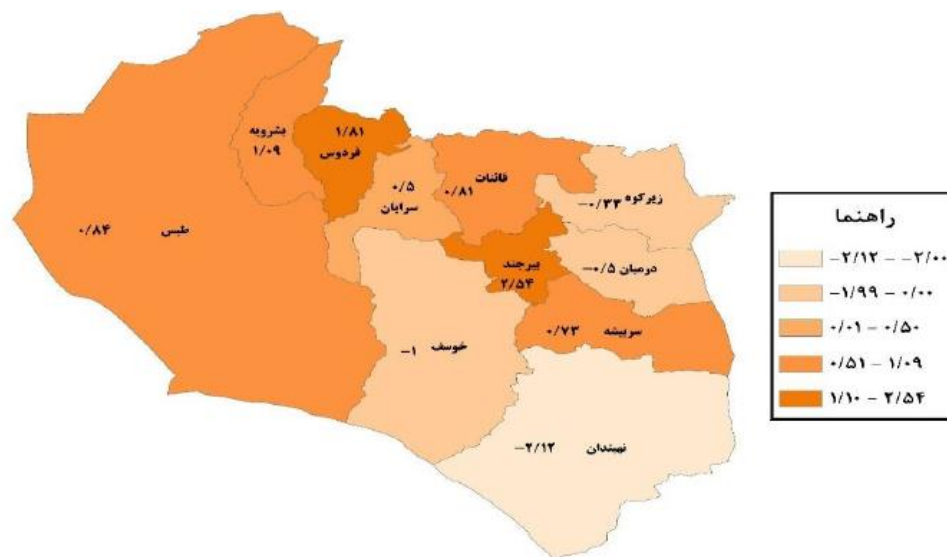 بشرویه
۱/۰۹
۱/۸۱
فردوس
۰/۵
سرایان
قائنات
۰/۸۱
زیرکوه
−۰/۳۳
طبس
۰/۸۴
بیرجند
۲/۵۴
درمیان
−۰/۵
سربیشه
۰/۷۳
خوسف
−۱
نهبندان
−۲/۱۲
راهنما
−۲/۱۲ – −۲/۰۰
−۱/۹۹ – ۰/۰۰
۰/۰۱ – ۰/۵۰
۰/۵۱ – ۱/۰۹
۱/۱۰ – ۲/۵۴